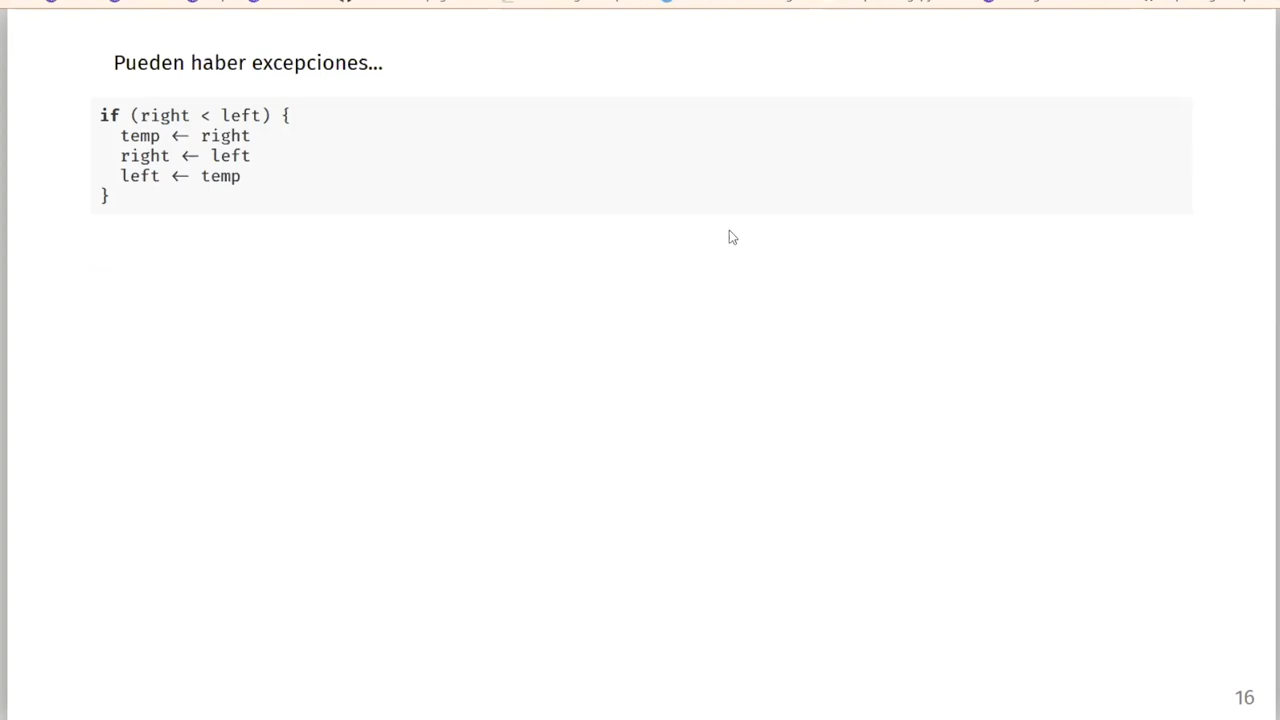 Pueden haber excepciones...
if (right < left) {
  temp ← right
  right ← left
  left ← temp
}
16